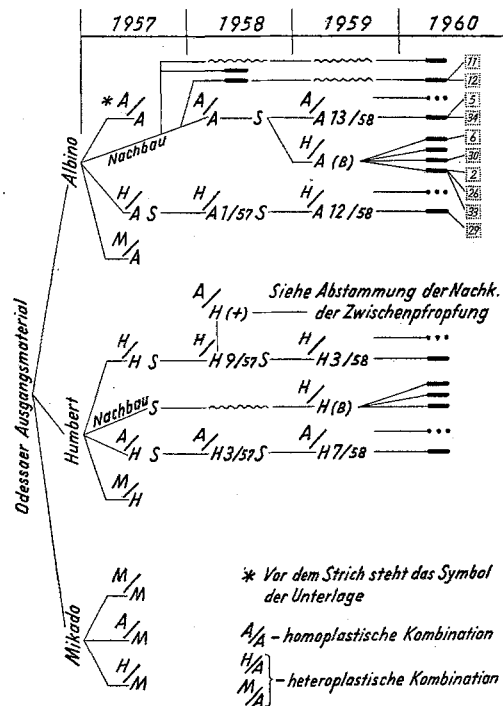 1957 1958 1959 1960
11
12
* A/A A/A S A/A 13/58 5
34
Nachbau
6
H/A (B) 30
2
Albino
26
H/A S H/A 1/57 S H/A 12/58 39
29
M/A
A/H (+) Siehe Abstammung der Nachk.
der Zwischenpfropfung
H/H S H/H 9/57 S H/H 3/58
Nachbau S H/H (B)
Humbert
A/H S A/H 3/57 S A/H 7/58
M/H
Odessaer Ausgangsmaterial
M/M
A/M
Mikado
H/M
* Vor dem Strich steht das Symbol
der Unterlage
A/A - homoplastische Kombination
H/A
M/A - heteroplastische Kombination